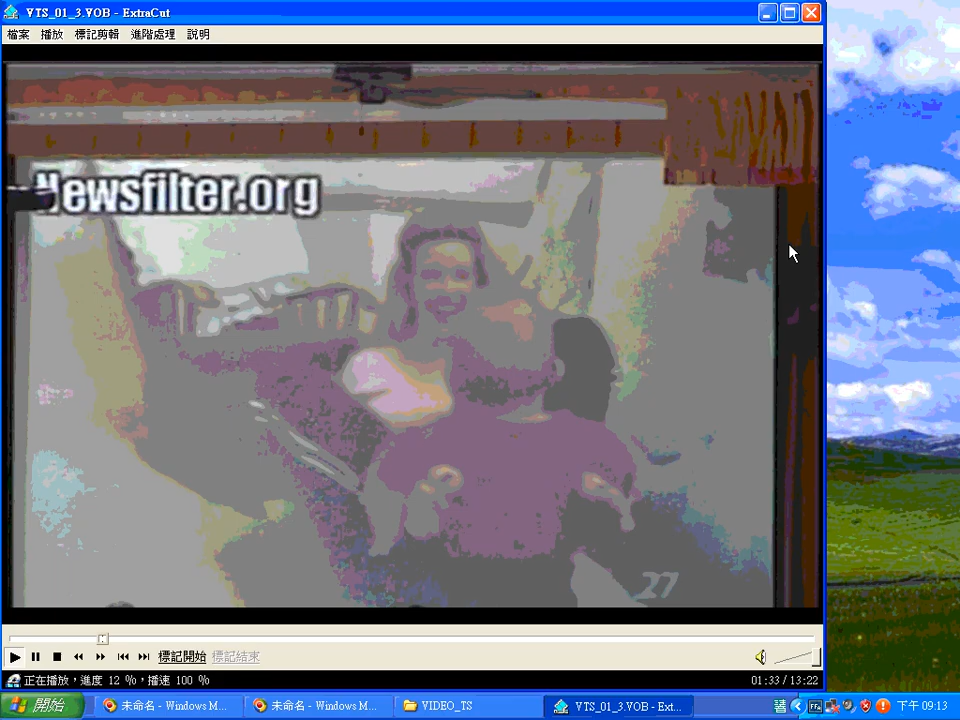 VTS_01_3.VOB - ExtraCut
檔案 播放 標記剪輯 進階處理 說明
Newsfilter.org
27
標記開始 標記結束
正在播放，進度 12 %，播速 100 %
01:33 / 13:22
開始 未命名 - Windows M... 未命名 - Windows M... VIDEO_TS VTS_01_3.VOB - Ext... 下午 09:13